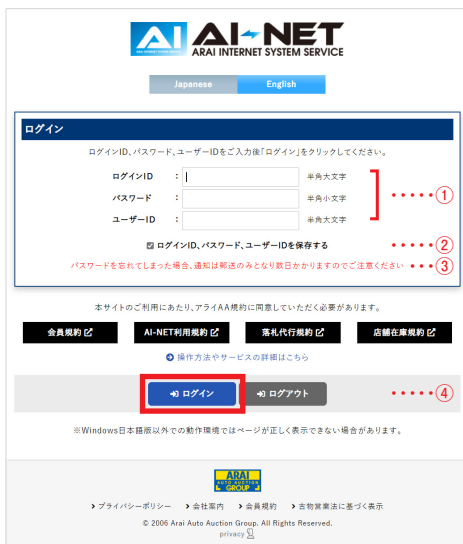 AI AI-NET
ARAI INTERNET SYSTEM SERVICE
Japanese English
ログイン
ログインID、パスワード、ユーザーIDをご入力後「ログイン」をクリックしてください。
ログインID : 半角大文字
パスワード : 半角小文字 ・・・・・①
ユーザーID : 半角大文字
ログインID、パスワード、ユーザーIDを保存する ・・・・・②
パスワードを忘れてしまった場合、通知は郵送のみとなり数日かかりますのでご注意ください ・・・③
本サイトのご利用にあたり、アライAA規約に同意していただく必要があります。
会員規約 AI-NET利用規約 落札代行規約 店舗在庫規約
操作方法やサービスの詳細はこちら
ログイン ログアウト ・・・・・④
※Windows日本語版以外での動作環境ではページが正しく表示できない場合があります。
ARAI
AUTO AUCTION
GROUP
プライバシーポリシー 会社案内 会員規約 古物営業法に基づく表示
© 2006 Arai Auto Auction Group. All Rights Reserved.
privacy